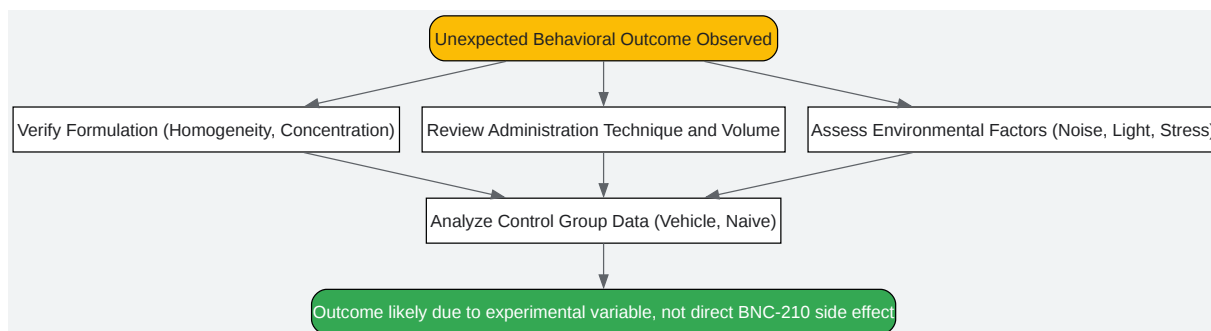 Unexpected Behavioral Outcome Observed
Verify Formulation (Homogeneity, Concentration)
Review Administration Technique and Volume
Assess Environmental Factors (Noise, Light, Stress)
Analyze Control Group Data (Vehicle, Naive)
Outcome likely due to experimental variable, not direct BNC-210 side effect